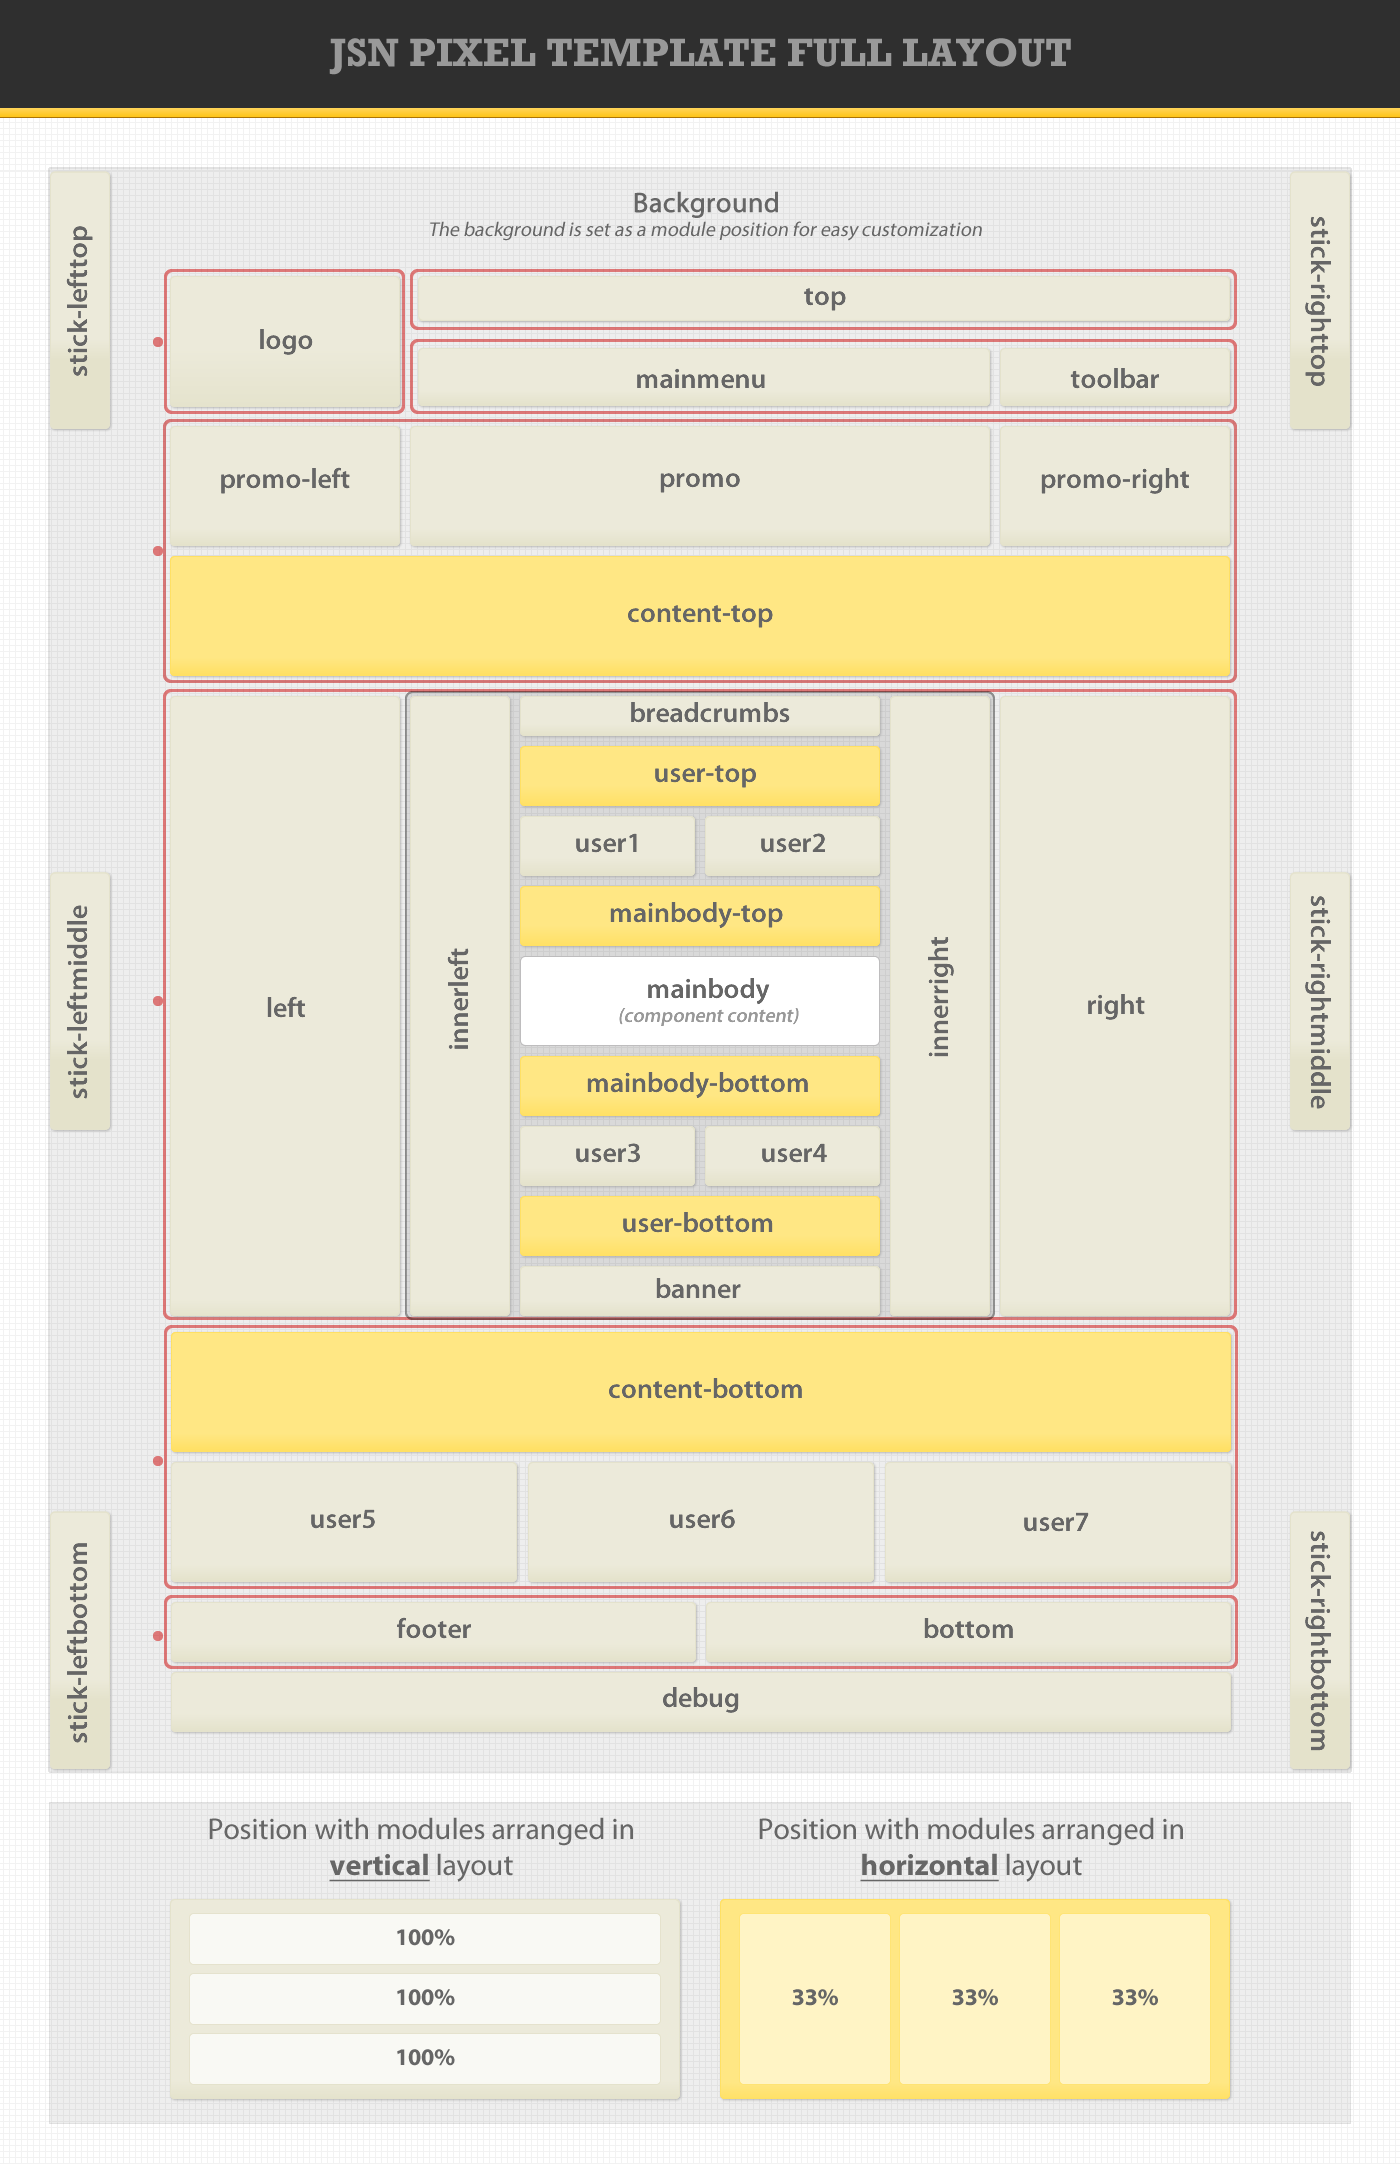 JSN PIXEL TEMPLATE FULL LAYOUT
Background
The background is set as a module position for easy customization
stick-lefttop
stick-righttop
logo
top
mainmenu
toolbar
promo-left
promo
promo-right
content-top
stick-leftmiddle
left
innerleft
breadcrumbs
user-top
user1
user2
mainbody-top
mainbody
(component content)
mainbody-bottom
user3
user4
user-bottom
banner
innerright
right
stick-rightmiddle
content-bottom
user5
user6
user7
stick-leftbottom
stick-rightbottom
footer
bottom
debug
Position with modules arranged in
vertical layout
100%
100%
100%
Position with modules arranged in
horizontal layout
33%
33%
33%